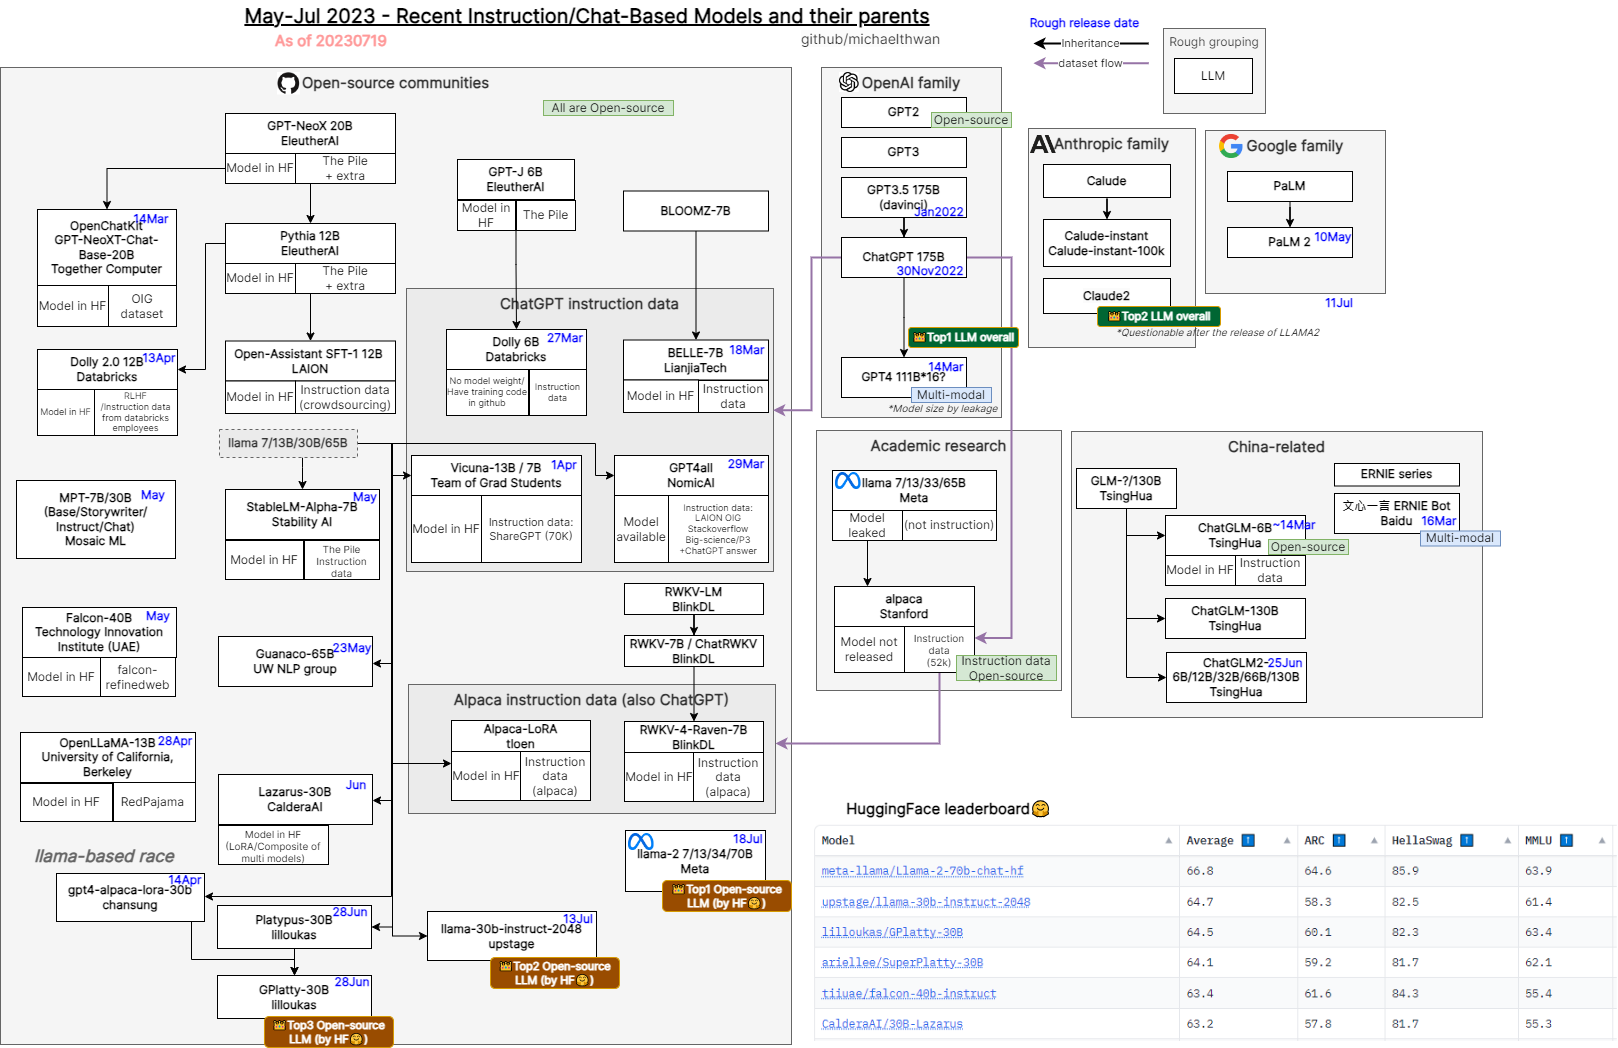 May-Jul 2023 - Recent Instruction/Chat-Based Models and their parents
As of 20230719
github/michaelthwan
Rough release date
Inheritance
dataset flow
Rough grouping
LLM
Open-source communities
All are Open-source
GPT-NeoX 20B
EleutherAI
Model in HF
The Pile
+ extra
14Mar
OpenChatKit
GPT-NeoXT-Chat-
Base-20B
Together Computer
Model in HF
OIG
dataset
Pythia 12B
EleutherAI
Model in HF
The Pile
+ extra
Dolly 2.0 12B
13Apr
Databricks
Model in HF
RLHF
/Instruction data
from databricks
employees
Open-Assistant SFT-1 12B
LAION
Model in HF
Instruction data
(crowdsourcing)
GPT-J 6B
EleutherAI
Model in
HF
The Pile
BLOOMZ-7B
ChatGPT instruction data
27Mar
Dolly 6B
Databricks
No model weight/
Have training code
in github
Instruction
data
BELLE-7B
18Mar
LianjiaTech
Model in HF
Instruction
data
llama 7/13B/30B/65B
Vicuna-13B / 7B
1Apr
Team of Grad Students
Model in HF
Instruction data:
ShareGPT (70K)
GPT4all
29Mar
NomicAI
Model
available
Instruction data:
LAION OIG
Stackoverflow
Big-science/P3
+ChatGPT answer
MPT-7B/30B
May
(Base/Storywriter/
Instruct/Chat)
Mosaic ML
StableLM-Alpha-7B
May
Stability AI
Model in HF
The Pile
Instruction
data
Falcon-40B
May
Technology Innovation
Institute (UAE)
Model in HF
falcon-
refinedweb
Guanaco-65B
23May
UW NLP group
RWKV-LM
BlinkDL
RWKV-7B / ChatRWKV
BlinkDL
Alpaca instruction data (also ChatGPT)
Alpaca-LoRA
tloen
Model in HF
Instruction
data
(alpaca)
RWKV-4-Raven-7B
BlinkDL
Model in HF
Instruction
data
(alpaca)
OpenLLaMA-13B
28Apr
University of California,
Berkeley
Model in HF
RedPajama
Lazarus-30B
Jun
CalderaAI
Model in HF
(LoRA/Composite of
multi models)
llama-based race
14Apr
gpt4-alpaca-lora-30b
chansung
Platypus-30B
28Jun
lilloukas
GPlatty-30B
28Jun
lilloukas
Top3 Open-source
LLM (by HF🤗)
13Jul
llama-30b-instruct-2048
upstage
Top2 Open-source
LLM (by HF🤗)
18Jul
llama-2 7/13/34/70B
Meta
Top1 Open-source
LLM (by HF🤗)
OpenAI family
GPT2
Open-source
GPT3
GPT3.5 175B
(davinci)
Jan2022
ChatGPT 175B
30Nov2022
Top1 LLM overall
14Mar
GPT4 111B*16?
Multi-modal
*Model size by leakage
Anthropic family
Calude
Calude-instant
Calude-instant-100k
Claude2
Top2 LLM overall
*Questionable after the release of LLAMA2
11Jul
Google family
PaLM
PaLM 2
10May
Academic research
llama 7/13/33/65B
Meta
Model
leaked
(not instruction)
alpaca
Stanford
Model not
released
Instruction
data
(52k)
Instruction data
Open-source
China-related
GLM-?/130B
TsingHua
ChatGLM-6B
~14Mar
TsingHua
Open-source
Model in HF
Instruction
data
ChatGLM-130B
TsingHua
ChatGLM2-
25Jun
6B/12B/32B/66B/130B
TsingHua
ERNIE series
文心一言 ERNIE Bot
Baidu
16Mar
Multi-modal
HuggingFace leaderboard🤗
Model Average ARC HellaSwag MMLU
meta-llama/Llama-2-70b-chat-hf 66.8 64.6 85.9 63.9
upstage/llama-30b-instruct-2048 64.7 58.3 82.5 61.4
lilloukas/GPlatty-30B 64.5 60.1 82.3 63.4
ariellee/SuperPlatty-30B 64.1 59.2 81.7 62.1
tiiuae/falcon-40b-instruct 63.4 61.6 84.3 55.4
CalderaAI/30B-Lazarus 63.2 57.8 81.7 55.3